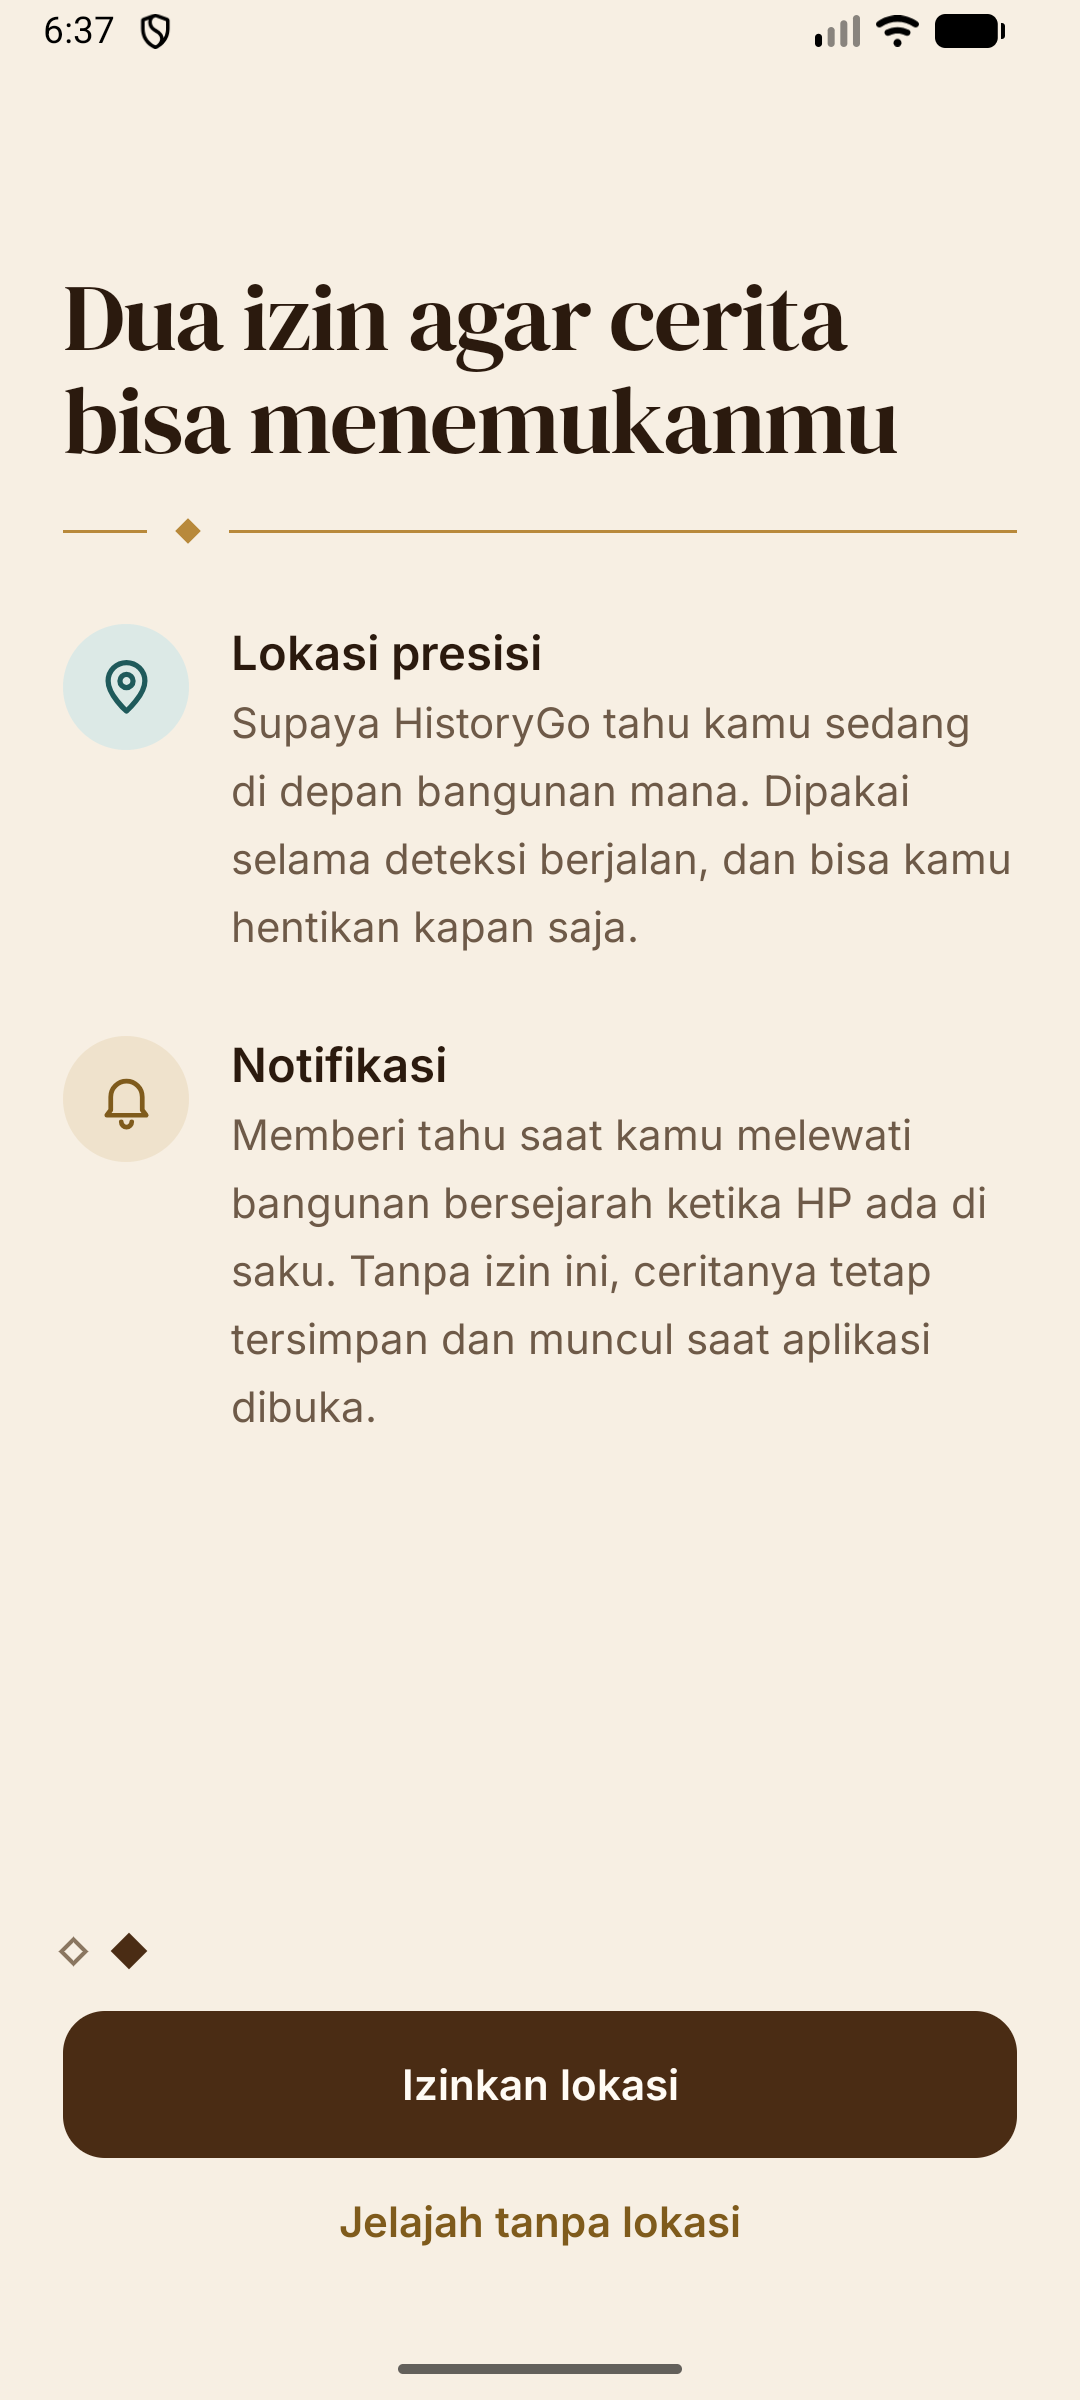 6:37
Dua izin agar cerita
bisa menemukanmu
Lokasi presisi
Supaya HistoryGo tahu kamu sedang
di depan bangunan mana. Dipakai
selama deteksi berjalan, dan bisa kamu
hentikan kapan saja.
Notifikasi
Memberi tahu saat kamu melewati
bangunan bersejarah ketika HP ada di
saku. Tanpa izin ini, ceritanya tetap
tersimpan dan muncul saat aplikasi
dibuka.
Izinkan lokasi
Jelajah tanpa lokasi